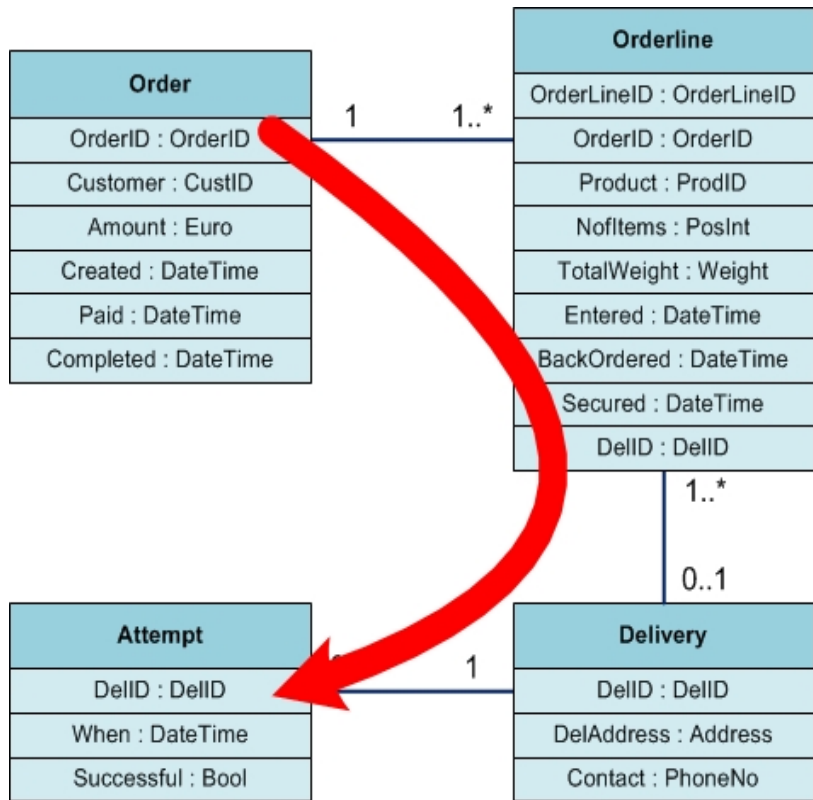 Order
OrderID : OrderID
Customer : CustID
Amount : Euro
Created : DateTime
Paid : DateTime
Completed : DateTime
1
1..*
Orderline
OrderLineID : OrderLineID
OrderID : OrderID
Product : ProdID
NofItems : PosInt
TotalWeight : Weight
Entered : DateTime
BackOrdered : DateTime
Secured : DateTime
DelID : DelID
1..*
0..1
Attempt
DelID : DelID
When : DateTime
Successful : Bool
1
Delivery
DelID : DelID
DelAddress : Address
Contact : PhoneNo